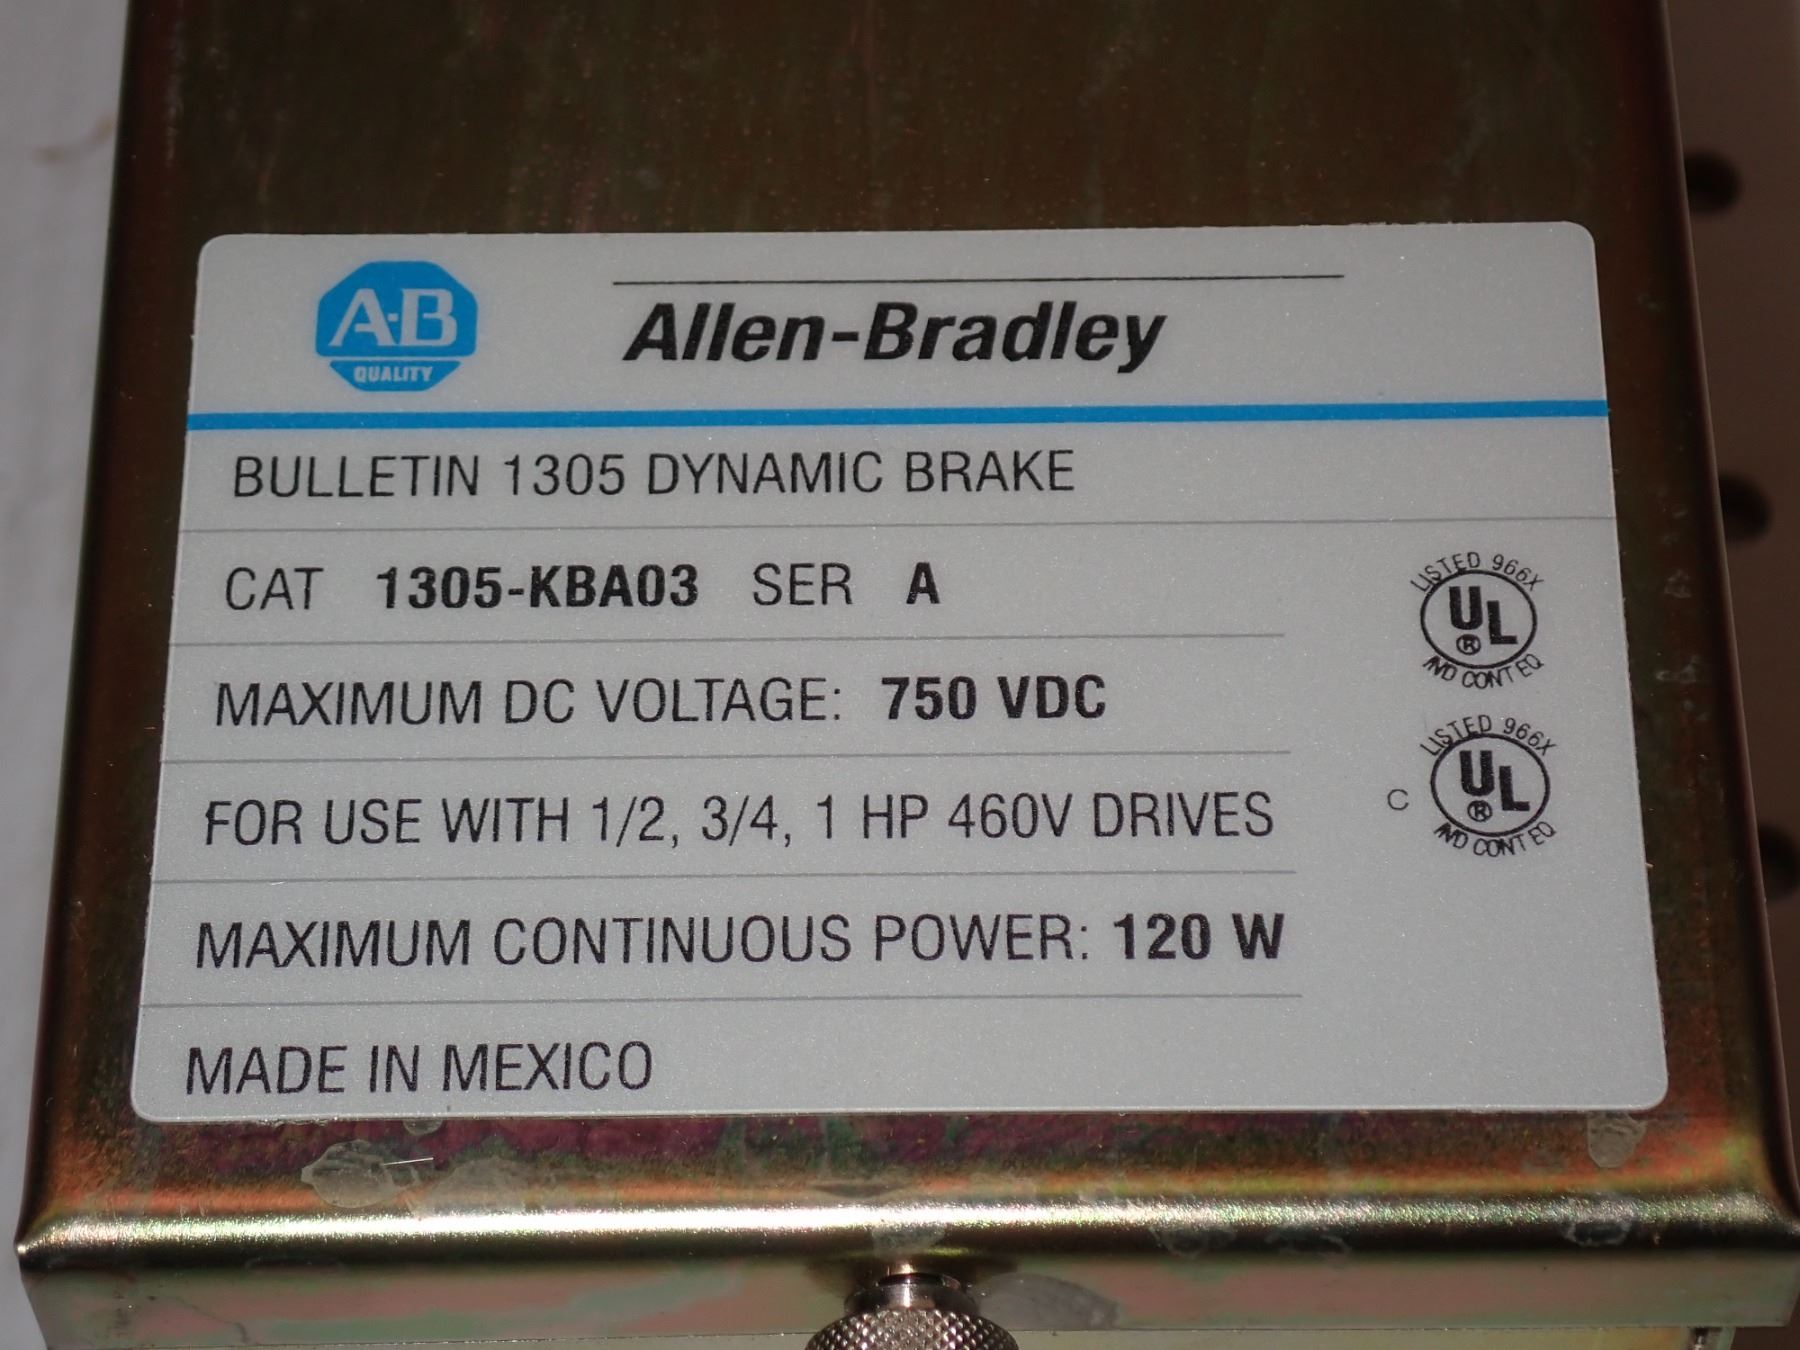 A-B
QUALITY
Allen-Bradley
BULLETIN 1305 DYNAMIC BRAKE
CAT 1305-KBA03 SER A
LISTED 966X
UL®
IND CONT EQ
MAXIMUM DC VOLTAGE: 750 VDC
LISTED 966X
C UL®
IND CONT EQ
FOR USE WITH 1/2, 3/4, 1 HP 460V DRIVES
MAXIMUM CONTINUOUS POWER: 120 W
MADE IN MEXICO